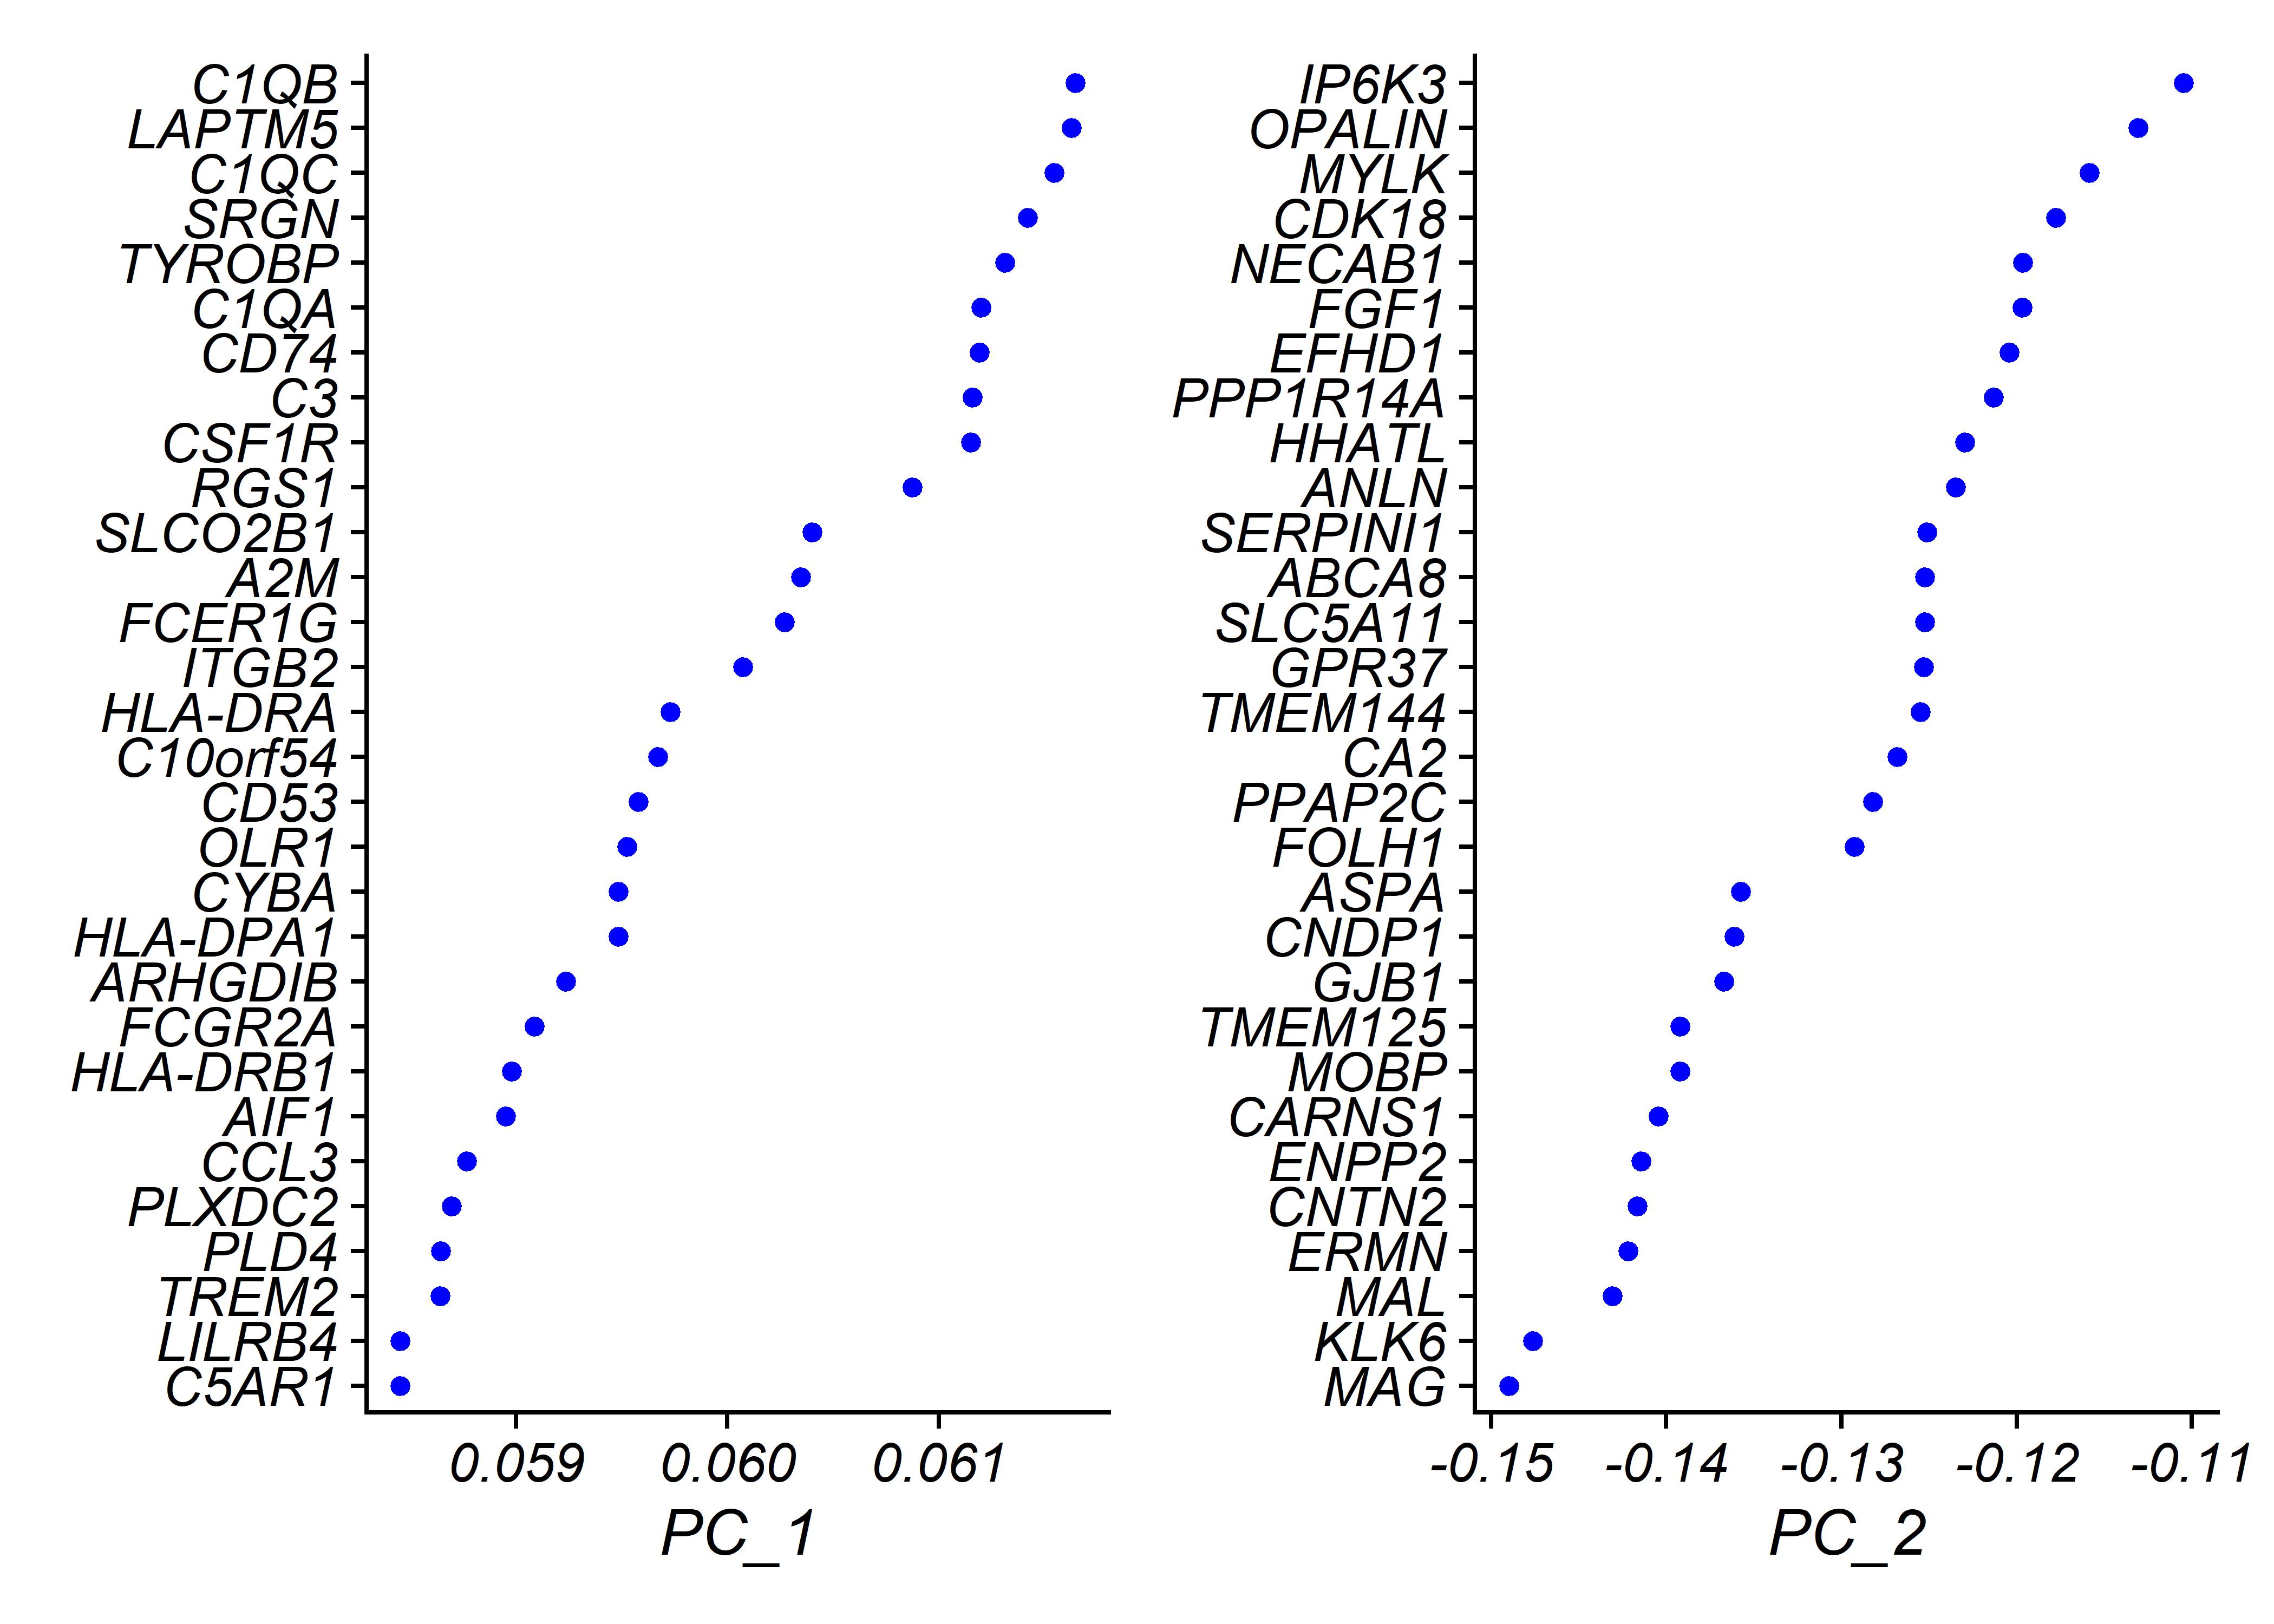 C1QB
LAPTM5
C1QC
SRGN
TYROBP
C1QA
CD74
C3
CSF1R
RGS1
SLCO2B1
A2M
FCER1G
ITGB2
HLA-DRA
C10orf54
CD53
OLR1
CYBA
HLA-DPA1
ARHGDIB
FCGR2A
HLA-DRB1
AIF1
CCL3
PLXDC2
PLD4
TREM2
LILRB4
C5AR1
0.059 0.060 0.061
PC_1
IP6K3
OPALIN
MYLK
CDK18
NECAB1
FGF1
EFHD1
PPP1R14A
HHATL
ANLN
SERPINI1
ABCA8
SLC5A11
GPR37
TMEM144
CA2
PPAP2C
FOLH1
ASPA
CNDP1
GJB1
TMEM125
MOBP
CARNS1
ENPP2
CNTN2
ERMN
MAL
KLK6
MAG
-0.15 -0.14 -0.13 -0.12 -0.11
PC_2